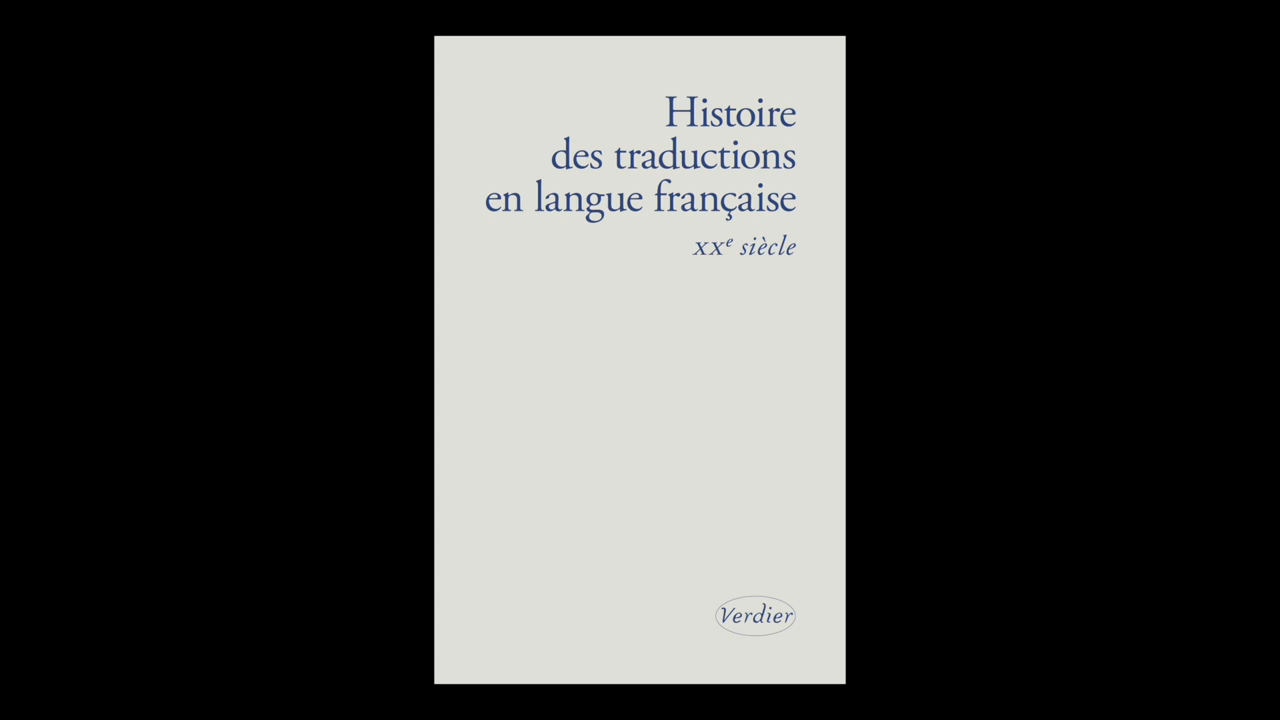 Histoire
des traductions
en langue française
XXe siècle
Verdier